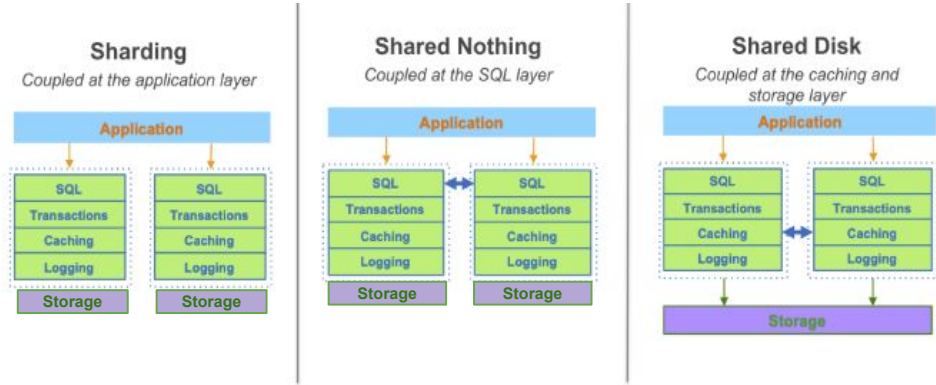 Sharding
Coupled at the application layer
Application
SQL
Transactions
Caching
Logging
Storage
SQL
Transactions
Caching
Logging
Storage
Shared Nothing
Coupled at the SQL layer
Application
SQL
Transactions
Caching
Logging
Storage
SQL
Transactions
Caching
Logging
Storage
Shared Disk
Coupled at the caching and
storage layer
Application
SQL
Transactions
Caching
Logging
SQL
Transactions
Caching
Logging
Storage